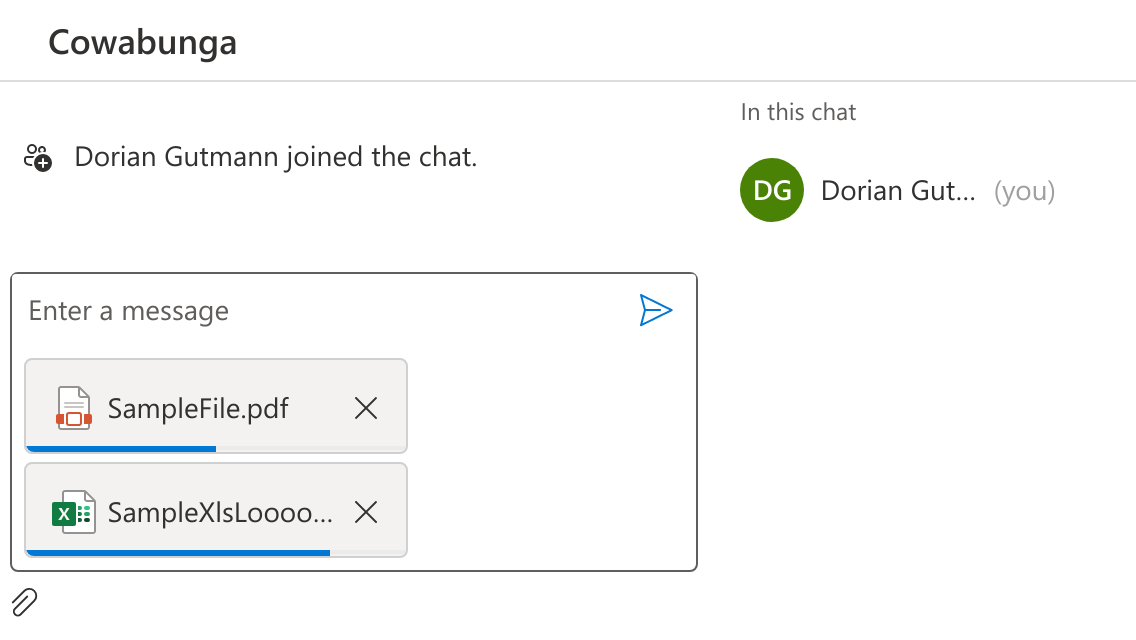 Cowabunga
Dorian Gutmann joined the chat.
In this chat
DG
Dorian Gut... (you)
Enter a message
SampleFile.pdf
X
SampleXlsLoooo...